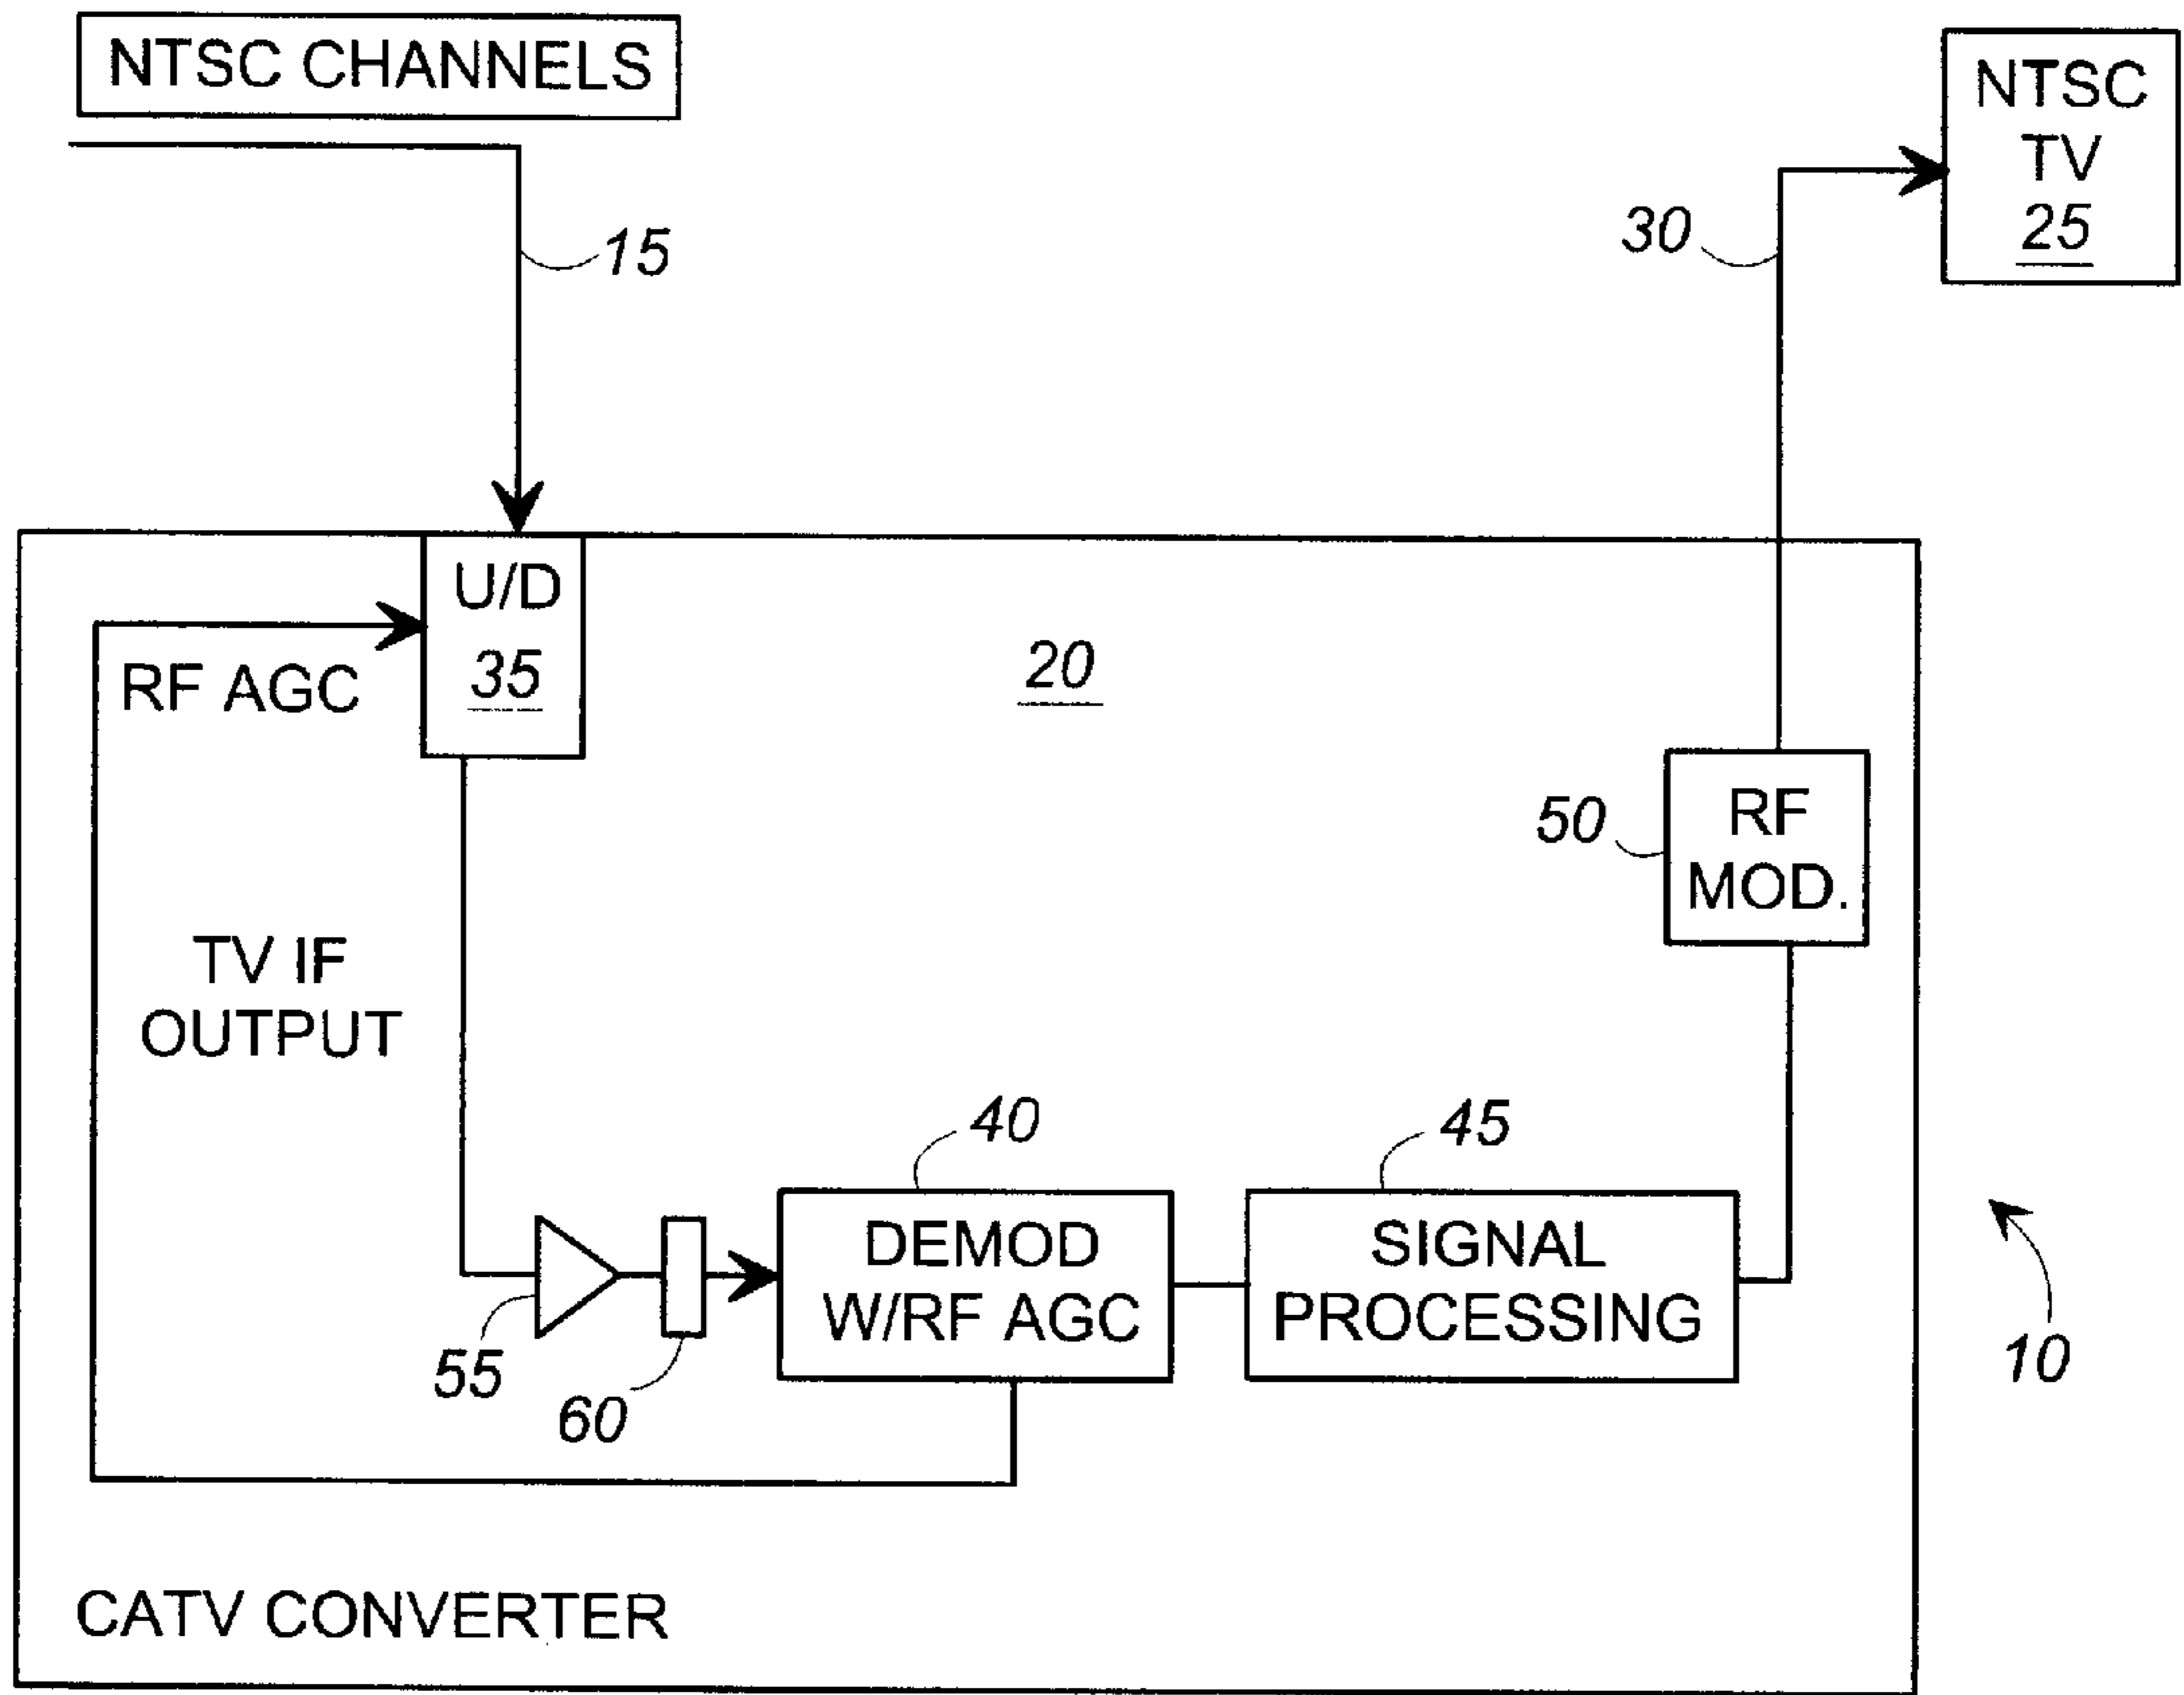 NTSC CHANNELS
NTSC
TV
25
15
30
U/D
35
RF AGC
20
50
RF
MOD.
TV IF
OUTPUT
40
45
DEMOD
W/RF AGC
SIGNAL
PROCESSING
55
60
10
CATV CONVERTER